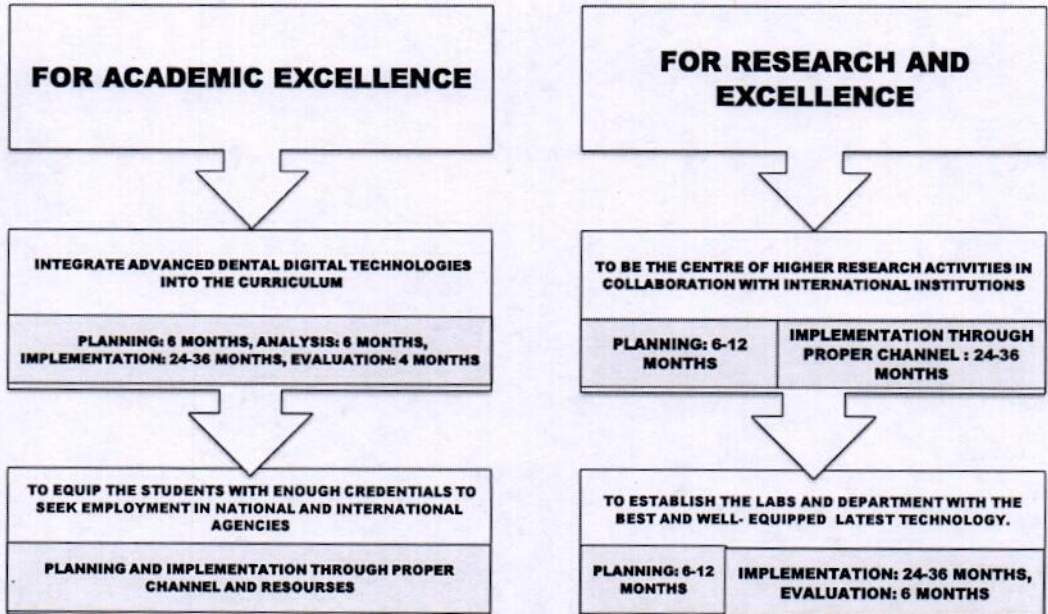 FOR ACADEMIC EXCELLENCE
INTEGRATE ADVANCED DENTAL DIGITAL TECHNOLOGIES
INTO THE CURRICULUM
PLANNING: 6 MONTHS, ANALYSIS: 6 MONTHS,
IMPLEMENTATION: 24-36 MONTHS, EVALUATION: 4 MONTHS
TO EQUIP THE STUDENTS WITH ENOUGH CREDENTIALS TO
SEEK EMPLOYMENT IN NATIONAL AND INTERNATIONAL
AGENCIES
PLANNING AND IMPLEMENTATION THROUGH PROPER
CHANNEL AND RESOURSES
FOR RESEARCH AND
EXCELLENCE
TO BE THE CENTRE OF HIGHER RESEARCH ACTIVITIES IN
COLLABORATION WITH INTERNATIONAL INSTITUTIONS
PLANNING: 6-12
MONTHS
IMPLEMENTATION THROUGH
PROPER CHANNEL : 24-36
MONTHS
TO ESTABLISH THE LABS AND DEPARTMENT WITH THE
BEST AND WELL- EQUIPPED LATEST TECHNOLOGY.
PLANNING: 6-12
MONTHS
IMPLEMENTATION: 24-36 MONTHS,
EVALUATION: 6 MONTHS